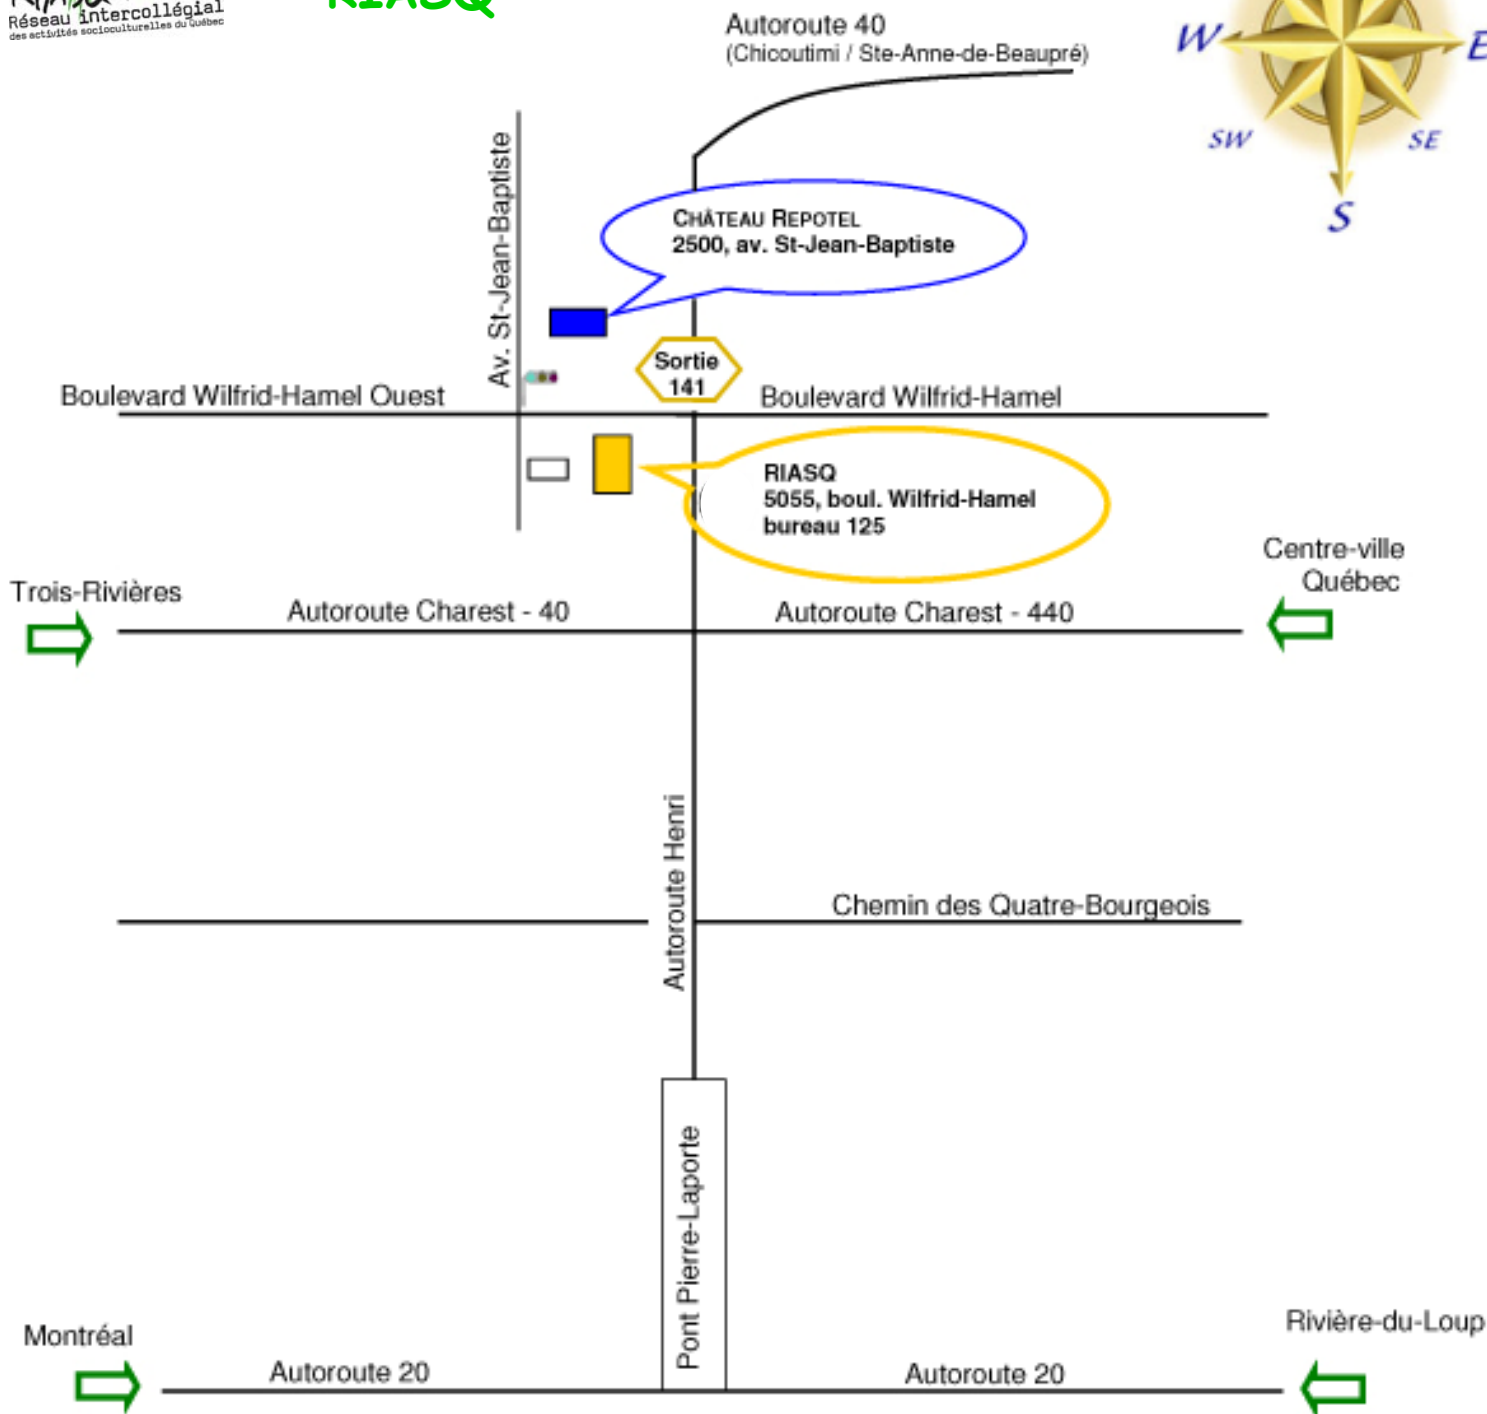 Réseau intercollégial
des activités socioculturelles du Québec
RIASQ
Autoroute 40
(Chicoutimi / Ste-Anne-de-Beaupré)
W
E
SW
SE
S
Av. St-Jean-Baptiste
CHÂTEAU REPOTEL
2500, av. St-Jean-Baptiste
Sortie
141
Boulevard Wilfrid-Hamel Ouest
Boulevard Wilfrid-Hamel
RIASQ
5055, boul. Wilfrid-Hamel
bureau 125
Centre-ville
Québec
Trois-Rivières
Autoroute Charest - 40
Autoroute Charest - 440
Autoroute Henri
Chemin des Quatre-Bourgeois
Pont Pierre-Laporte
Montréal
Rivière-du-Loup
Autoroute 20
Autoroute 20